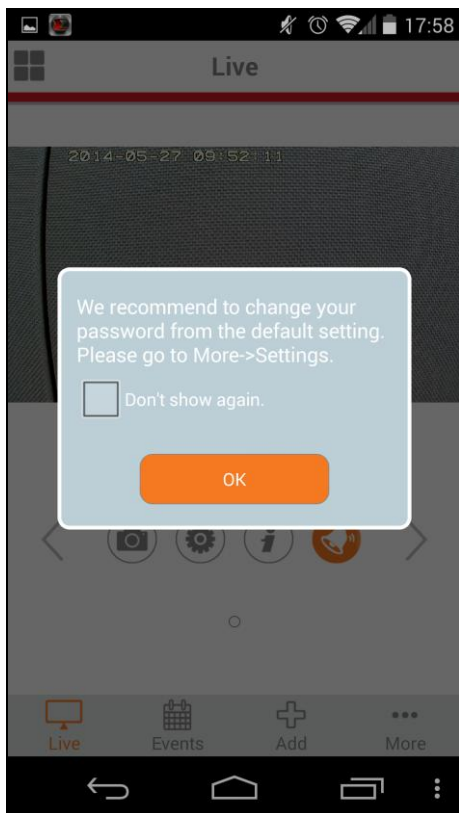 17:58
Live
2014-05-27 09:52:11
We recommend to change your
password from the default setting.
Please go to More->Settings.
Don't show again.
OK
Live
Events
Add
More